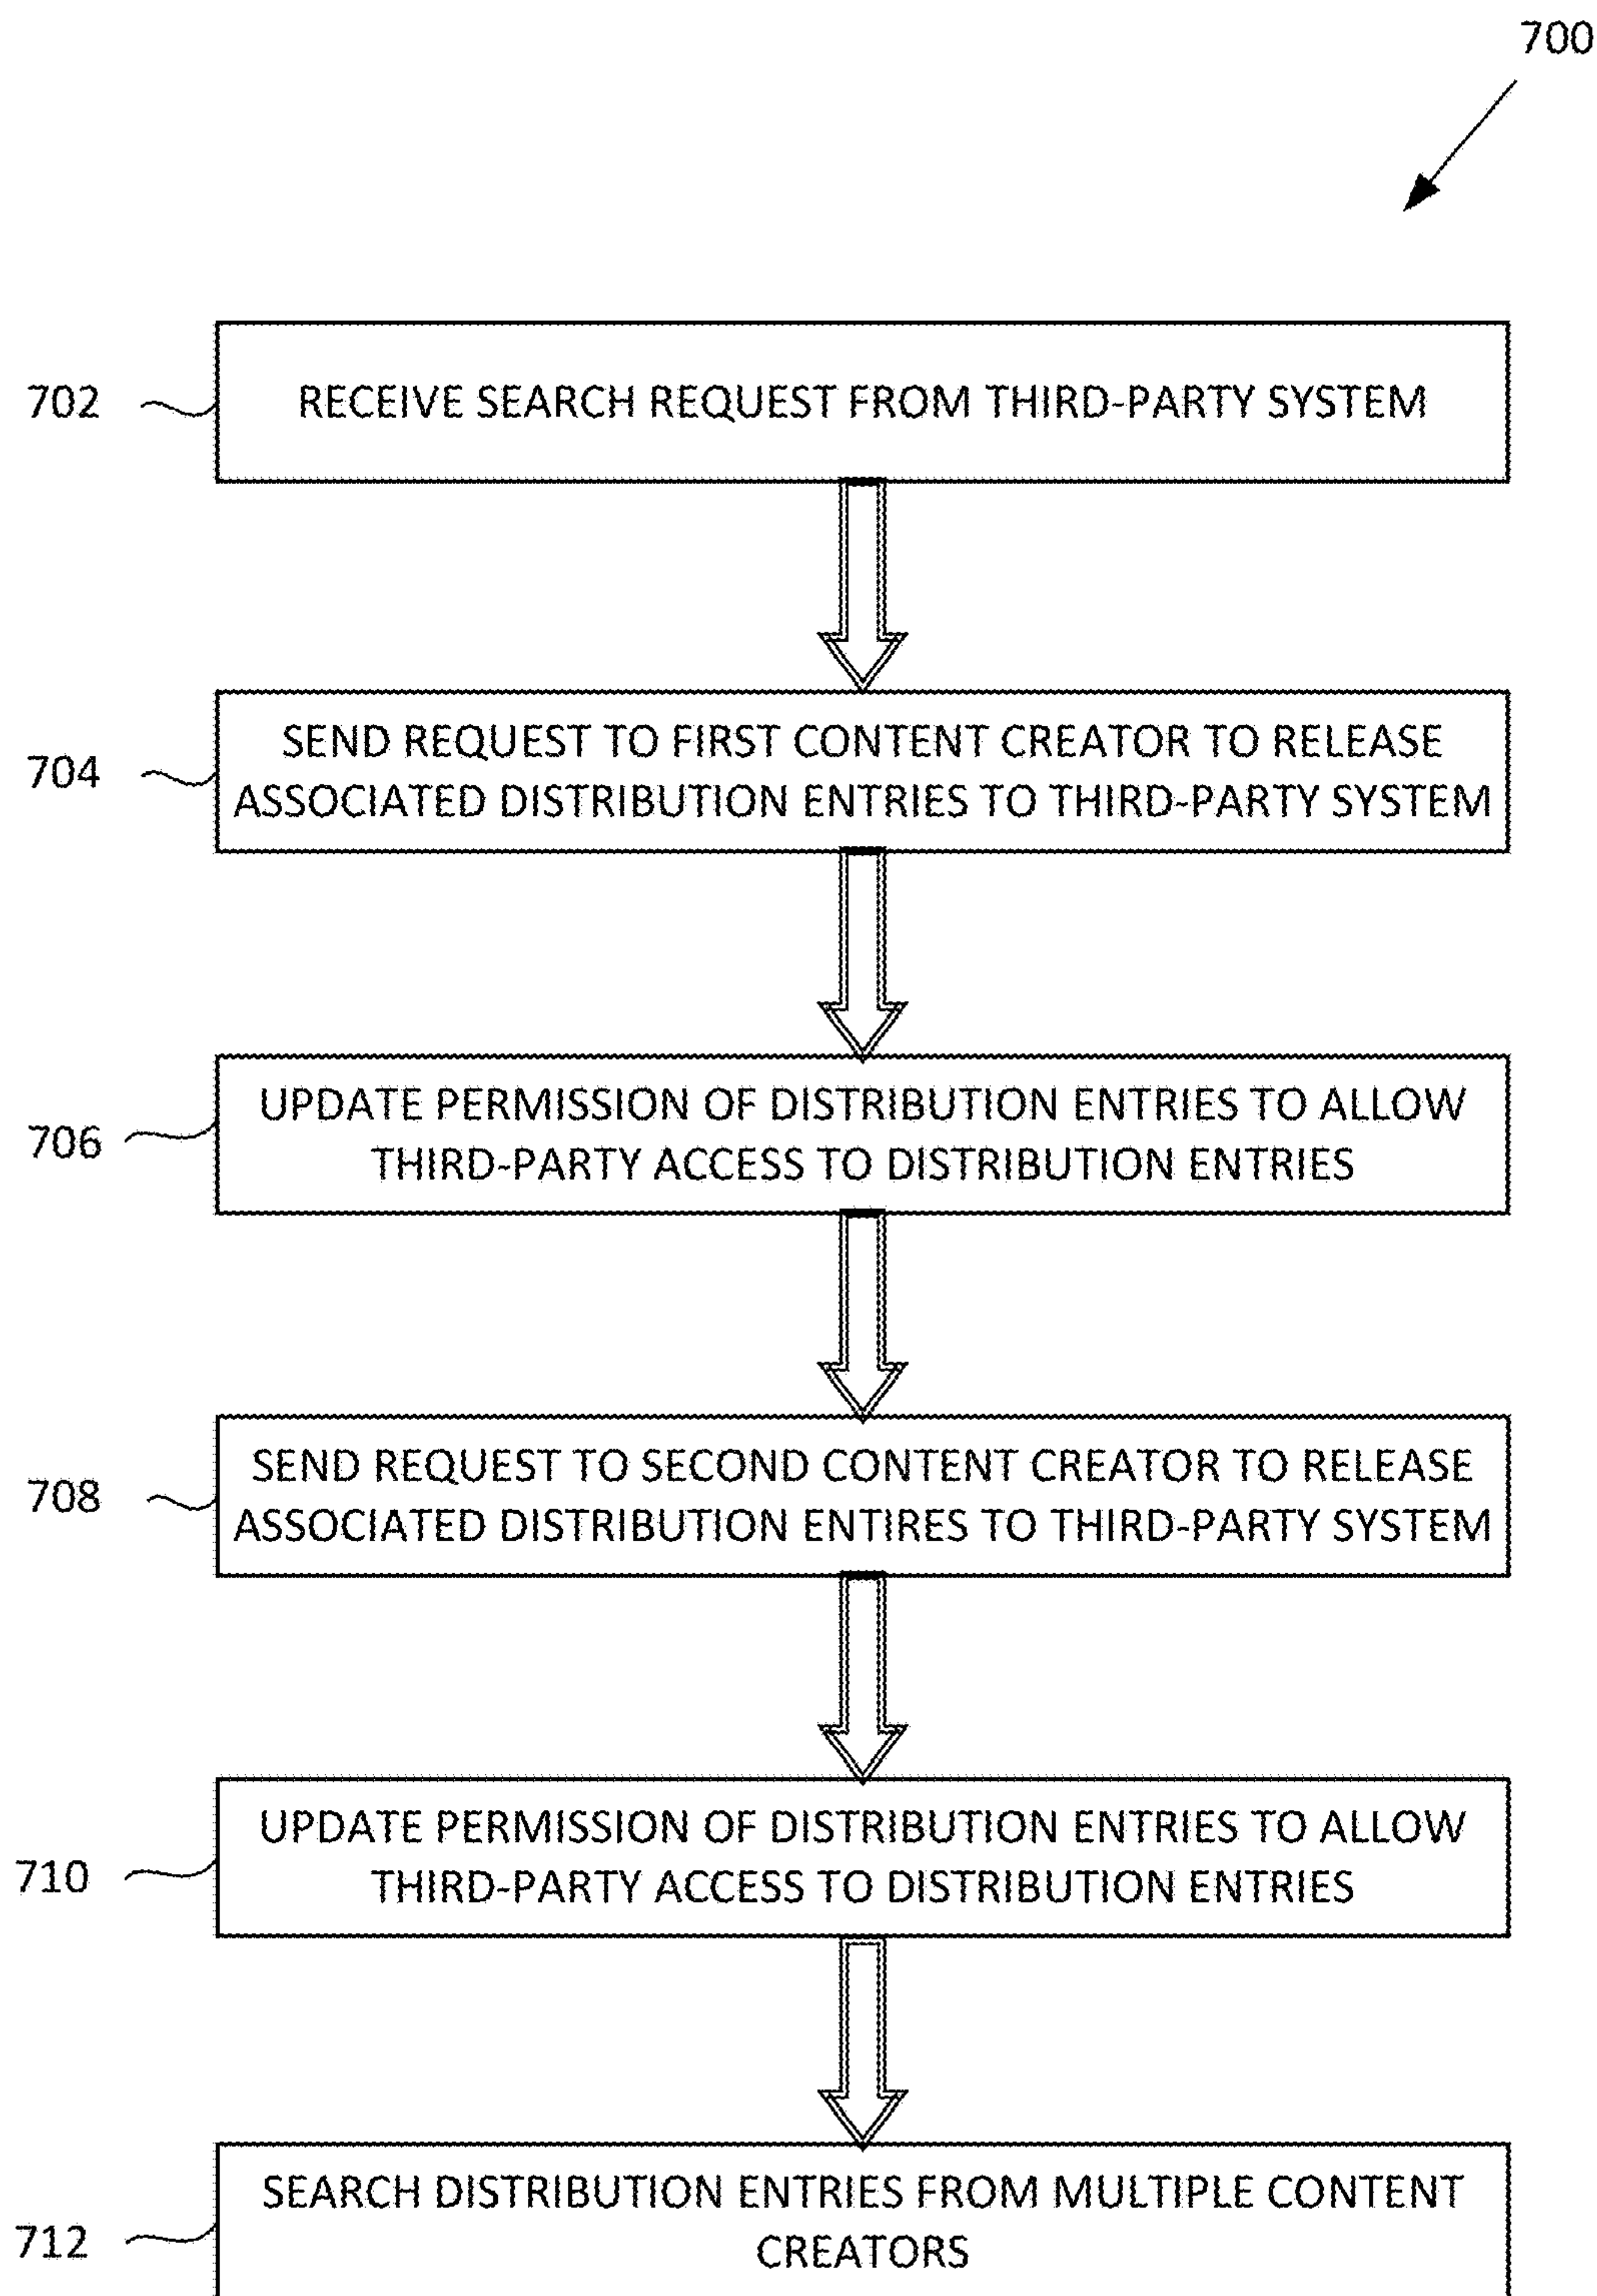 700
702
RECEIVE SEARCH REQUEST FROM THIRD-PARTY SYSTEM
704
SEND REQUEST TO FIRST CONTENT CREATOR TO RELEASE
ASSOCIATED DISTRIBUTION ENTRIES TO THIRD-PARTY SYSTEM
706
UPDATE PERMISSION OF DISTRIBUTION ENTRIES TO ALLOW
THIRD-PARTY ACCESS TO DISTRIBUTION ENTRIES
708
SEND REQUEST TO SECOND CONTENT CREATOR TO RELEASE
ASSOCIATED DISTRIBUTION ENTIRES TO THIRD-PARTY SYSTEM
710
UPDATE PERMISSION OF DISTRIBUTION ENTRIES TO ALLOW
THIRD-PARTY ACCESS TO DISTRIBUTION ENTRIES
712
SEARCH DISTRIBUTION ENTRIES FROM MULTIPLE CONTENT
CREATORS